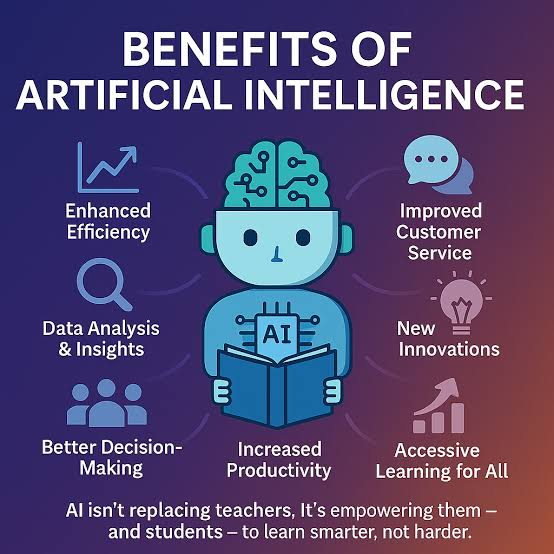 BENEFITS OF
ARTIFICIAL INTELLIGENCE
Enhanced
Efficiency
Improved
Customer
Service
Data Analysis
& Insights
AI
New
Innovations
Better Decision-
Making
Increased
Productivity
Accessive
Learning for All
AI isn't replacing teachers, It's empowering them –
and students – to learn smarter, not harder.